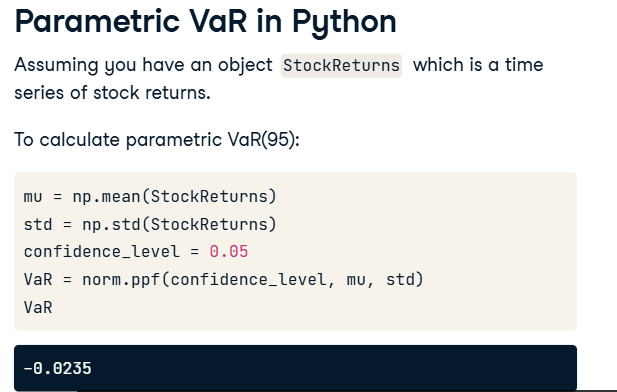 Parametric VaR in Python
Assuming you have an object StockReturns which is a time
series of stock returns.
To calculate parametric VaR(95):
mu = np.mean(StockReturns)
std = np.std(StockReturns)
confidence_level = 0.05
VaR = norm.ppf(confidence_level, mu, std)
VaR
-0.0235